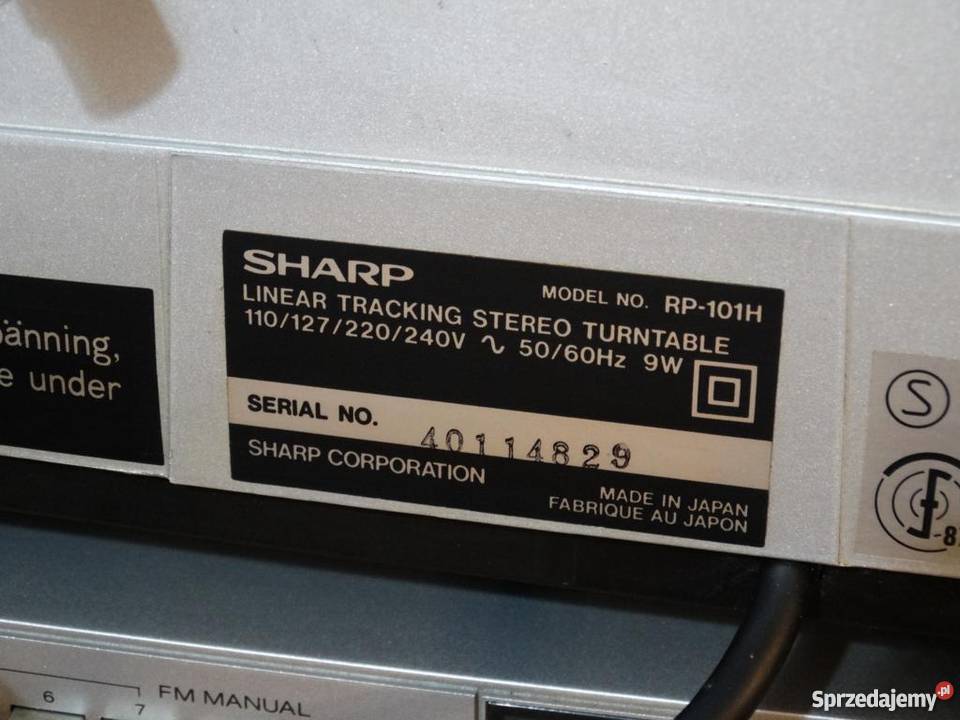 SHARP
MODEL NO. RP-101H
LINEAR TRACKING STEREO TURNTABLE
110/127/220/240V ∿ 50/60Hz 9W
SERIAL NO. 40114829
SHARP CORPORATION
MADE IN JAPAN
FABRIQUE AU JAPON
änning,
e under
S
6
7
FM MANUAL
Sprzedajemy.pl